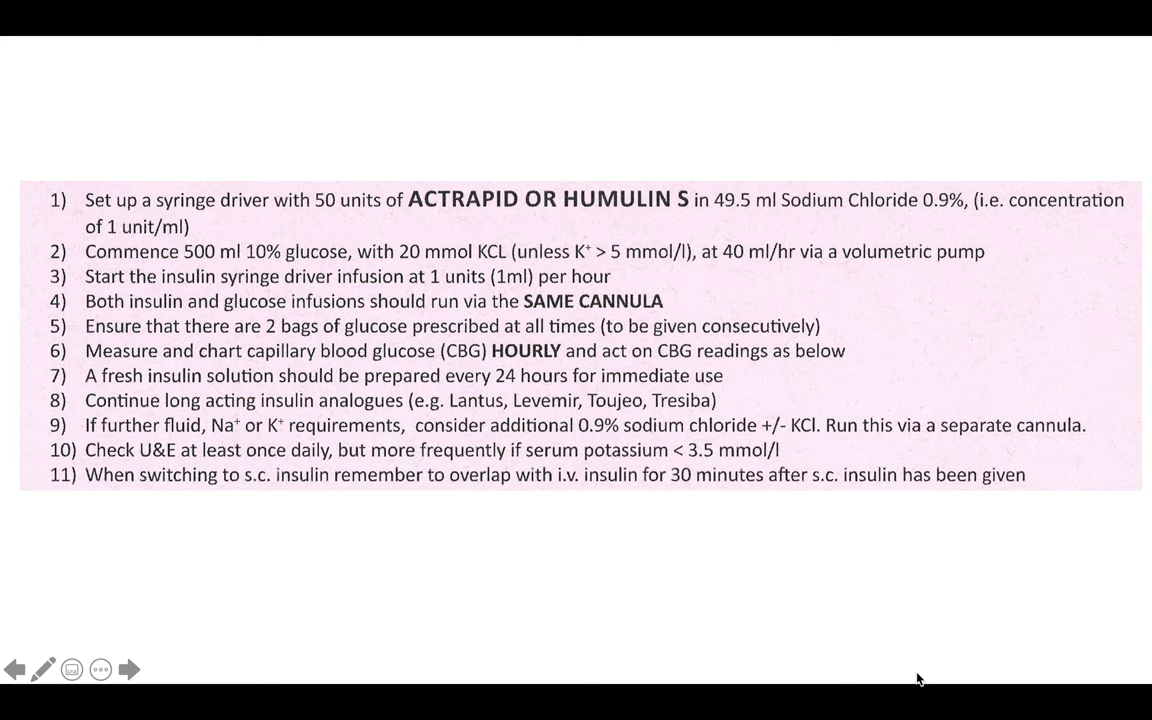 1) Set up a syringe driver with 50 units of ACTRAPID OR HUMULIN S in 49.5 ml Sodium Chloride 0.9%, (i.e. concentration
of 1 unit/ml)
2) Commence 500 ml 10% glucose, with 20 mmol KCL (unless K⁺ > 5 mmol/l), at 40 ml/hr via a volumetric pump
3) Start the insulin syringe driver infusion at 1 units (1ml) per hour
4) Both insulin and glucose infusions should run via the SAME CANNULA
5) Ensure that there are 2 bags of glucose prescribed at all times (to be given consecutively)
6) Measure and chart capillary blood glucose (CBG) HOURLY and act on CBG readings as below
7) A fresh insulin solution should be prepared every 24 hours for immediate use
8) Continue long acting insulin analogues (e.g. Lantus, Levemir, Toujeo, Tresiba)
9) If further fluid, Na⁺ or K⁺ requirements, consider additional 0.9% sodium chloride +/- KCl. Run this via a separate cannula.
10) Check U&E at least once daily, but more frequently if serum potassium < 3.5 mmol/l
11) When switching to s.c. insulin remember to overlap with i.v. insulin for 30 minutes after s.c. insulin has been given